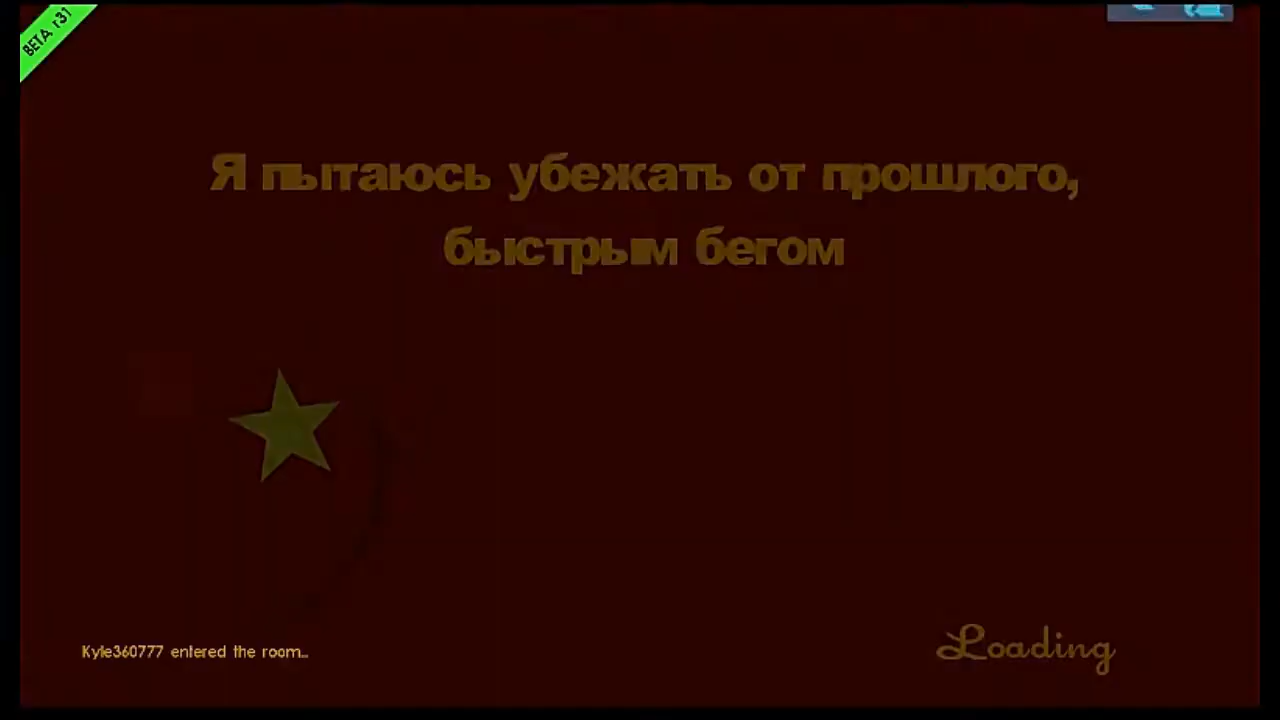 BETA r31
Я пытаюсь убежать от прошлого,
быстрым бегом
Kyle360777 entered the room...
Loading